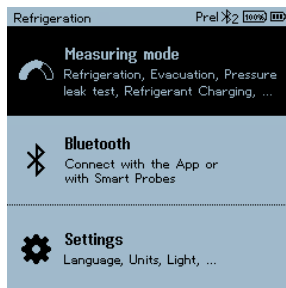 Refrigeration Prel 2 100%
Measuring mode
Refrigeration, Evacuation, Pressure
leak test, Refrigerant Charging, ...
Bluetooth
Connect with the App or
with Smart Probes
Settings
Language, Units, Light, ...